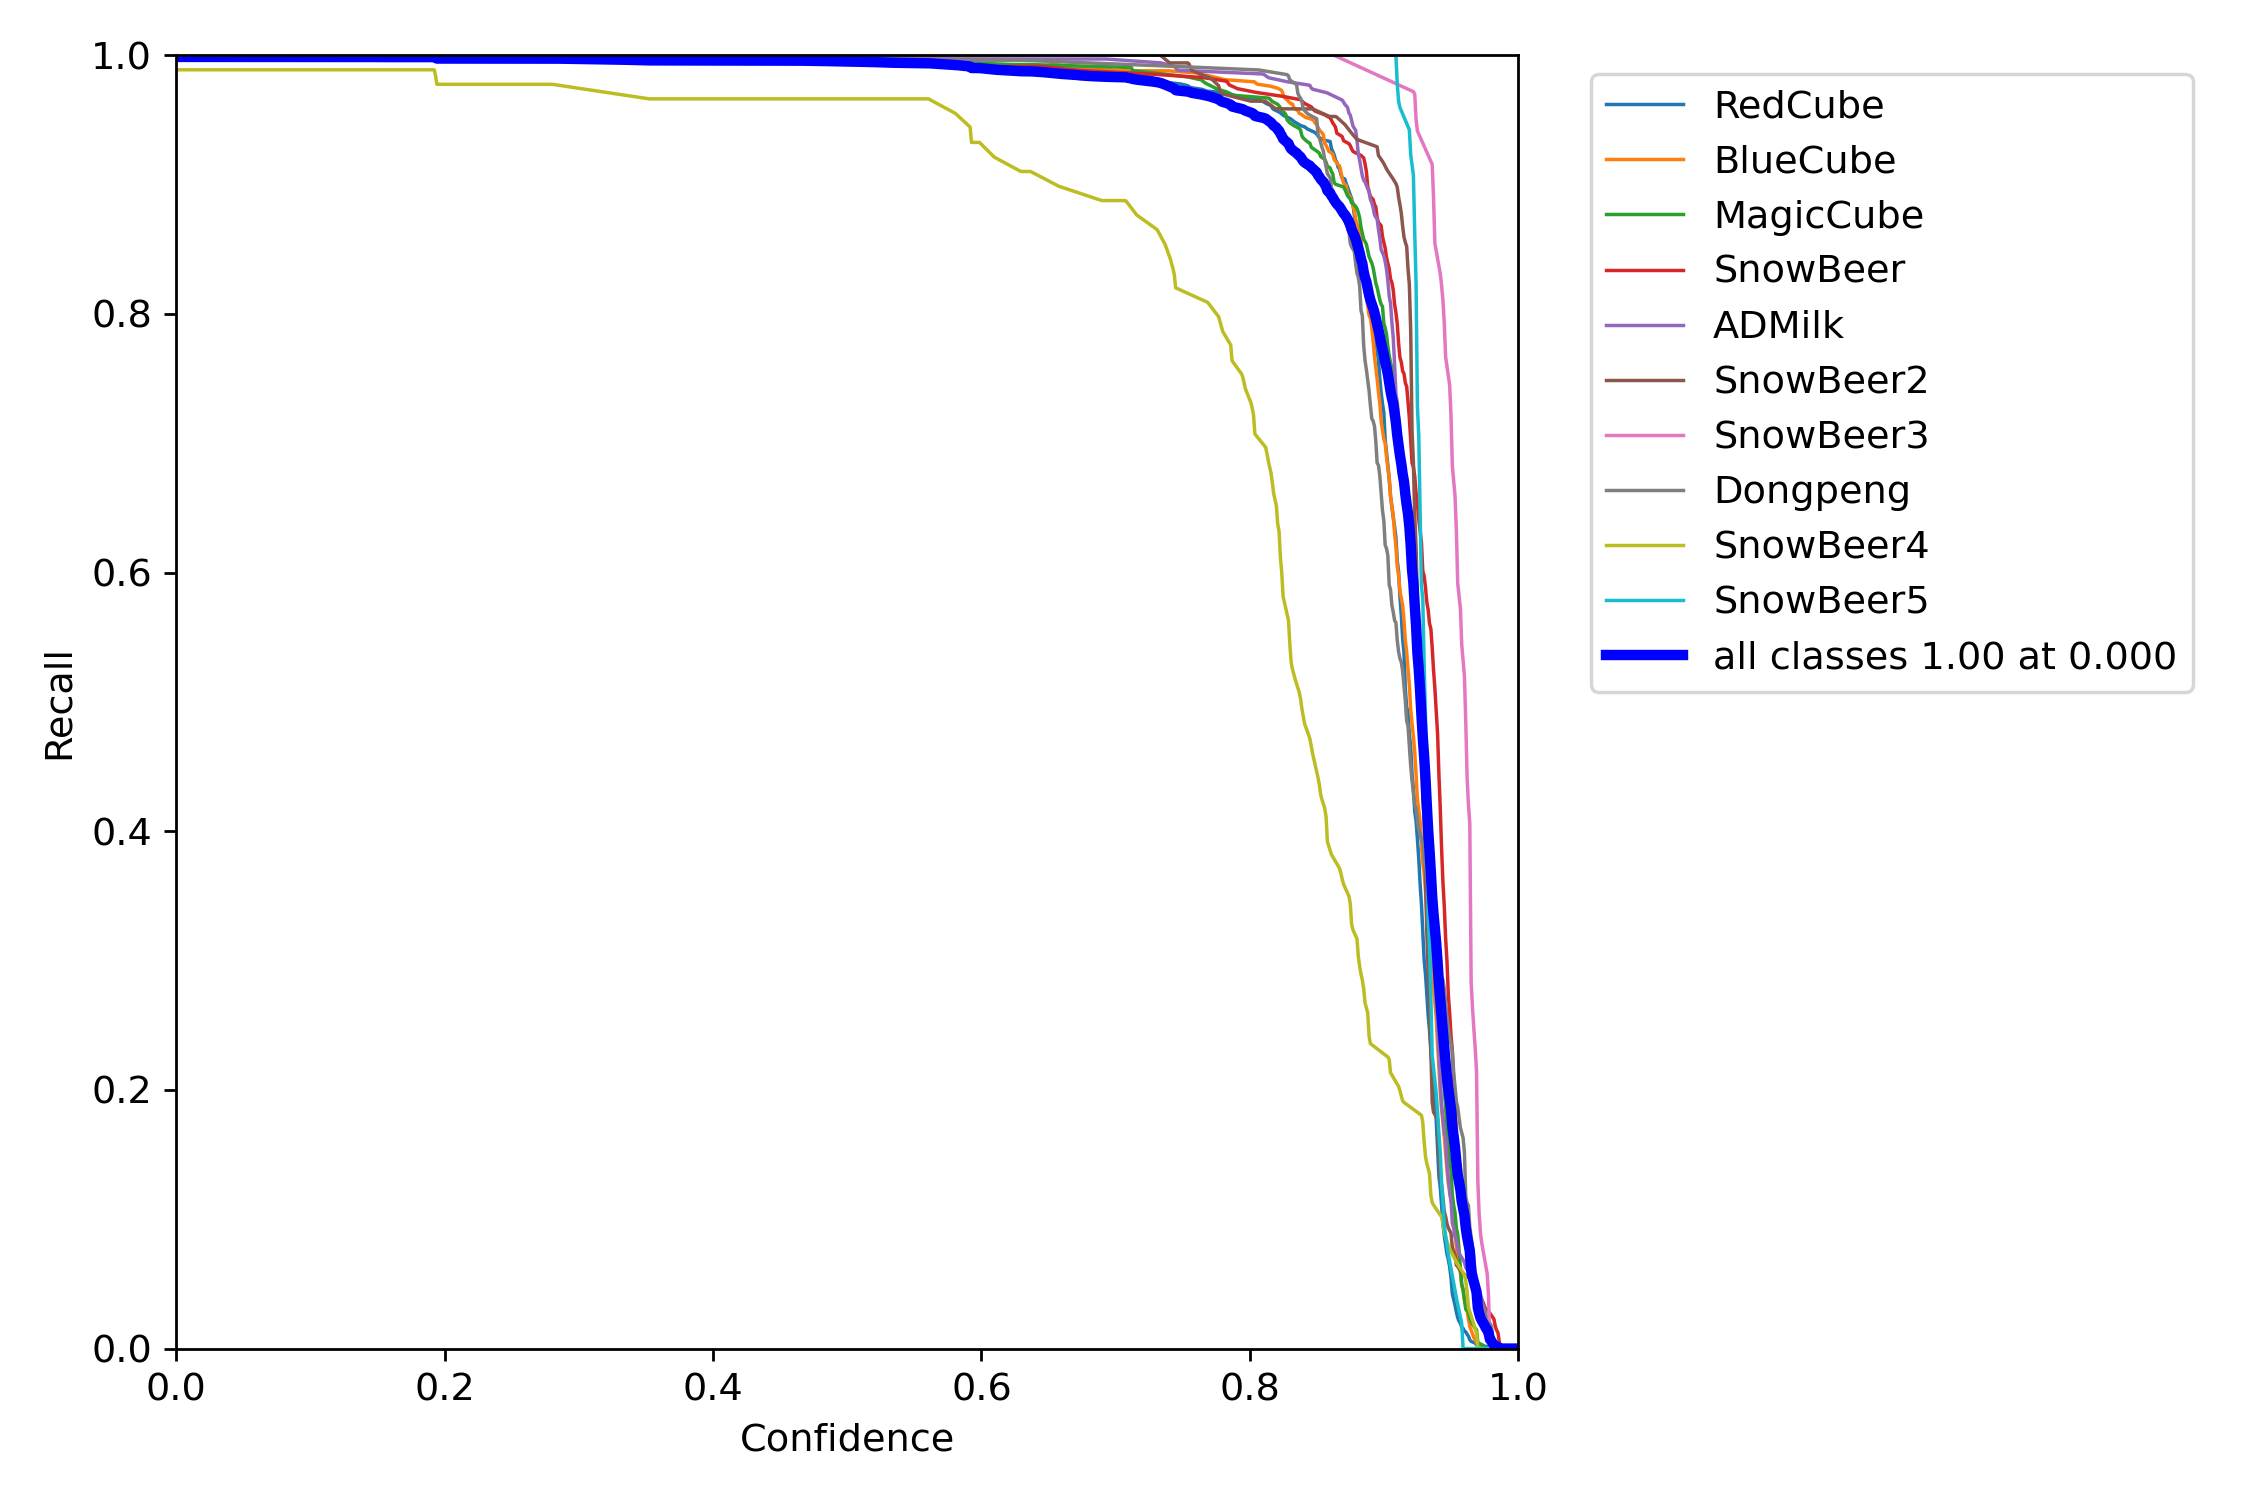 1.0
0.8
0.6
0.4
0.2
0.0
Recall
0.0 0.2 0.4 0.6 0.8 1.0
Confidence
RedCube
BlueCube
MagicCube
SnowBeer
ADMilk
SnowBeer2
SnowBeer3
Dongpeng
SnowBeer4
SnowBeer5
all classes 1.00 at 0.000